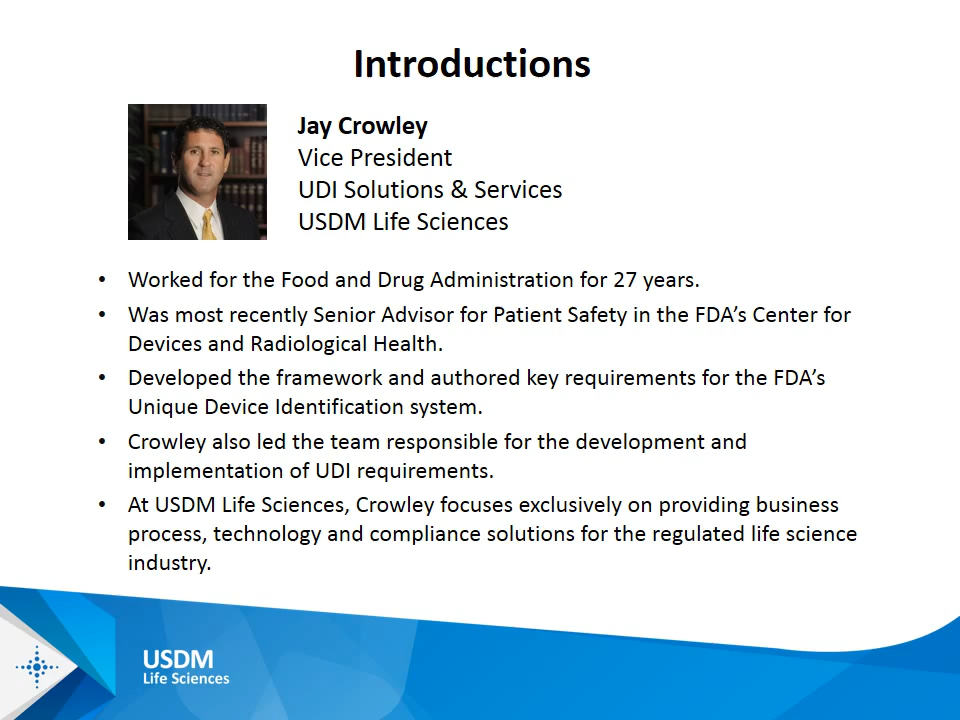 Introductions
Jay Crowley
Vice President
UDI Solutions & Services
USDM Life Sciences
• Worked for the Food and Drug Administration for 27 years.
• Was most recently Senior Advisor for Patient Safety in the FDA’s Center for
Devices and Radiological Health.
• Developed the framework and authored key requirements for the FDA’s
Unique Device Identification system.
• Crowley also led the team responsible for the development and
implementation of UDI requirements.
• At USDM Life Sciences, Crowley focuses exclusively on providing business
process, technology and compliance solutions for the regulated life science
industry.
USDM
Life Sciences